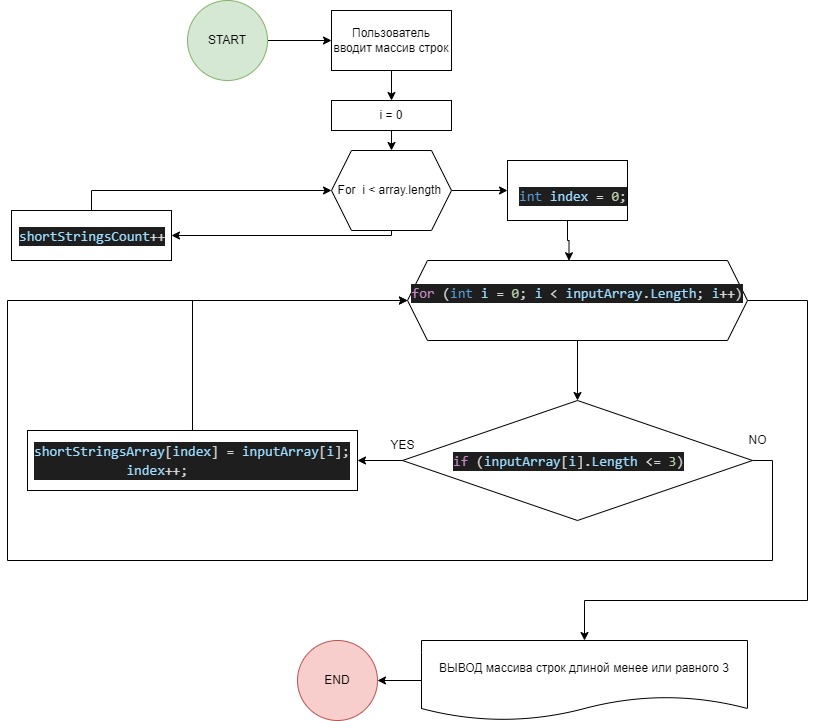 START
Пользователь
вводит массив строк
i = 0
For i < array.length
int index = 0;
shortStringsCount++
for (int i = 0; i < inputArray.Length; i++)
YES
NO
if (inputArray[i].Length <= 3)
shortStringsArray[index] = inputArray[i];
index++;
ВЫВОД массива строк длиной менее или равного 3
END